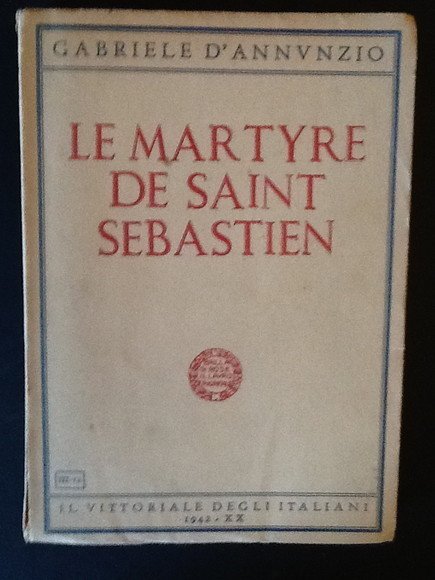 GABRIELE D'ANNVNZIO
LE MARTYRE
DE SAINT
SEBASTIEN
IL VITTORIALE DEGLI ITALIANI
1942 - XX